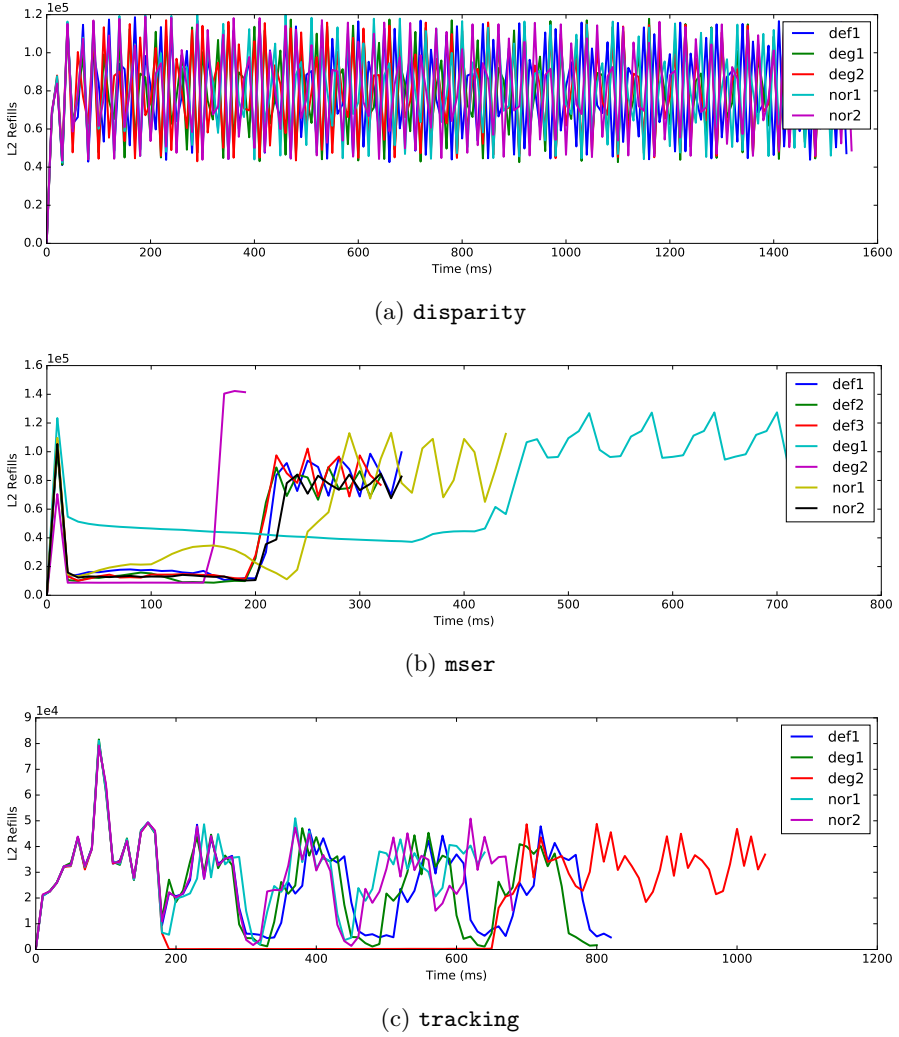 1e5
1.2
1.0
0.8
0.6
0.4
0.2
0.0
L2 Refills
0 200 400 600 800 1000 1200 1400 1600
Time (ms)
def1
deg1
deg2
nor1
nor2
(a) disparity
1e5
1.6
1.4
1.2
1.0
0.8
0.6
0.4
0.2
0.0
L2 Refills
0 100 200 300 400 500 600 700 800
Time (ms)
def1
def2
def3
deg1
deg2
nor1
nor2
(b) mser
1e4
9
8
7
6
5
4
3
2
1
0
L2 Refills
0 200 400 600 800 1000 1200
Time (ms)
def1
deg1
deg2
nor1
nor2
(c) tracking